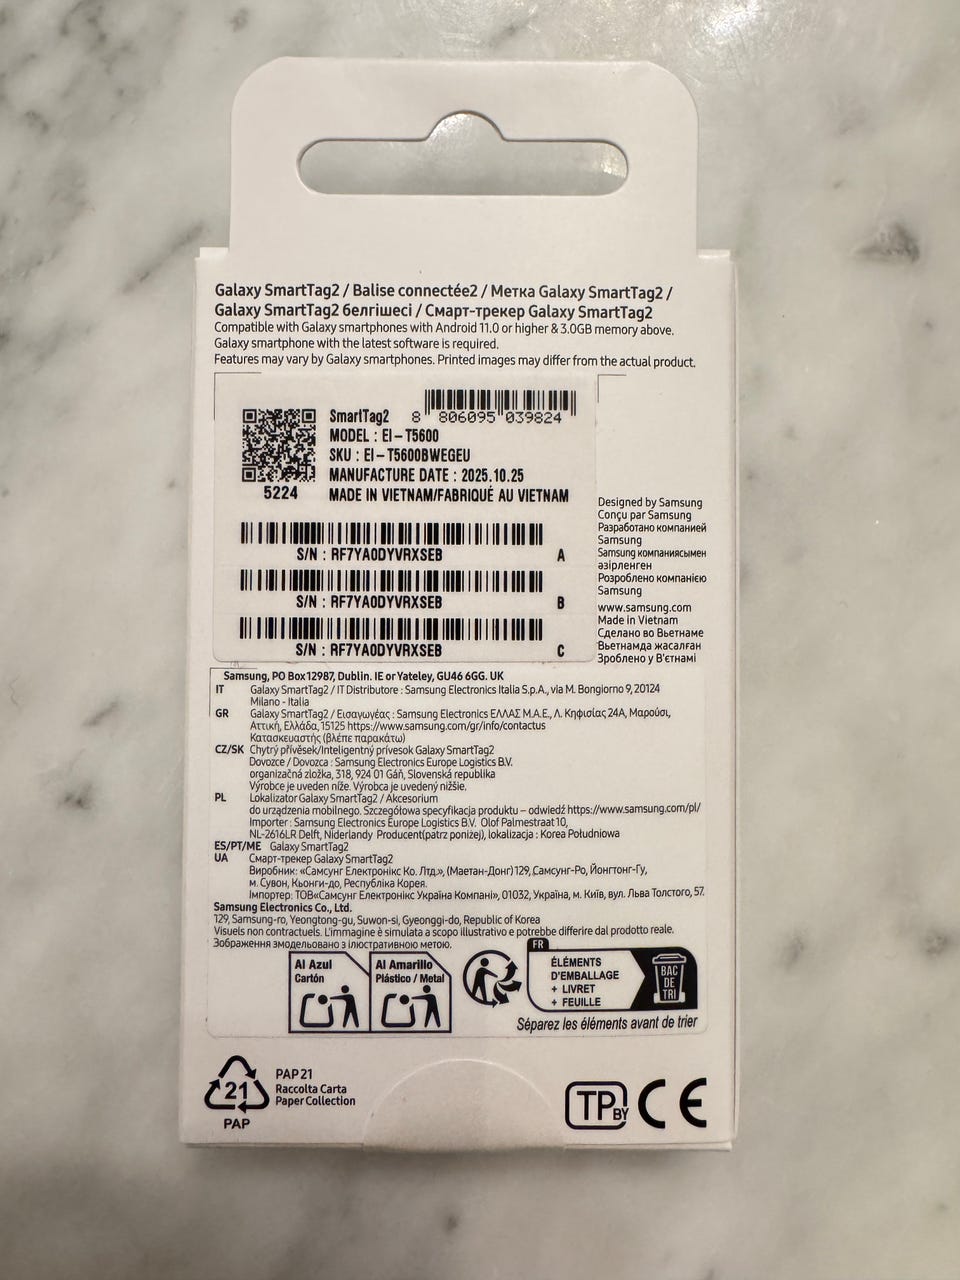 Galaxy SmartTag2 / Balise connectée2 / Метка Galaxy SmartTag2 /
Galaxy SmartTag2 белгішесі / Смарт-трекер Galaxy SmartTag2
Compatible with Galaxy smartphones with Android 11.0 or higher & 3.0GB memory above.
Galaxy smartphone with the latest software is required.
Features may vary by Galaxy smartphones. Printed images may differ from the actual product.
SmartTag2
8 806095 039824
MODEL : EI-T5600
SKU : EI-T5600BWEGEU
MANUFACTURE DATE : 2025.10.25
5224
MADE IN VIETNAM/FABRIQUÉ AU VIETNAM
S/N : RF7YA0DYVRXSEB A
S/N : RF7YA0DYVRXSEB B
S/N : RF7YA0DYVRXSEB C
Designed by Samsung
Conçu par Samsung
Разработано компанией
Samsung
Samsung компаниясымен
әзірленген
Розроблено компанією
Samsung
www.samsung.com
Made in Vietnam
Сделано во Вьетнаме
Вьетнамда жасалған
Зроблено у В'єтнамі
Samsung, PO Box12987, Dublin. IE or Yateley, GU46 6GG. UK
IT Galaxy SmartTag2 / IT Distributore : Samsung Electronics Italia S.p.A., via M. Bongiorno 9, 20124
Milano - Italia
GR Galaxy SmartTag2 / Εισαγωγέας : Samsung Electronics ΕΛΛΑΣ Μ.Α.Ε., Λ. Κηφισίας 24Α, Μαρούσι,
Αττική, Ελλάδα, 15125 https://www.samsung.com/gr/info/contactus
Κατασκευαστής (βλέπε παρακάτω)
CZ/SK Chytrý přívěsek/Inteligentný prívesok Galaxy SmartTag2
Dovozce / Dovozca : Samsung Electronics Europe Logistics B.V.
organizačná zložka, 318, 924 01 Gáň, Slovenská republika
Výrobce je uveden níže. Výrobca je uvedený nižšie.
PL Lokalizator Galaxy SmartTag2 / Akcesorium
do urządzenia mobilnego. Szczegółowa specyfikacja produktu – odwiedź https://www.samsung.com/pl/
Importer : Samsung Electronics Europe Logistics B.V. Olof Palmestraat 10,
NL-2616LR Delft, Niderlandy Producent(patrz poniżej), lokalizacja : Korea Południowa
ES/PT/ME Galaxy SmartTag2
UA Смарт-трекер Galaxy SmartTag2
Виробник: «Самсунг Електронікс Ко. Лтд.», (Маетан-Донг) 129, Самсунг-Ро, Йонгтонг-Гу,
м. Сувон, Кьонги-до, Республіка Корея.
Імпортер: ТОВ«Самсунг Електронікс Україна Компані», 01032, Україна, м. Київ, вул. Льва Толстого, 57.
Samsung Electronics Co., Ltd.
129, Samsung-ro, Yeongtong-gu, Suwon-si, Gyeonggi-do, Republic of Korea
Visuels non contractuels. L'immagine è simulata a scopo illustrativo e potrebbe differire dal prodotto reale.
Зображення змодельовано з ілюстративною метою.
Al Azul
Cartón
Al Amarillo
Plástico / Metal
FR
ÉLÉMENTS
D'EMBALLAGE
+ LIVRET
+ FEUILLE
BAC
DE
TRI
Séparez les éléments avant de trier
21
PAP
PAP 21
Raccolta Carta
Paper Collection
TP BY CE